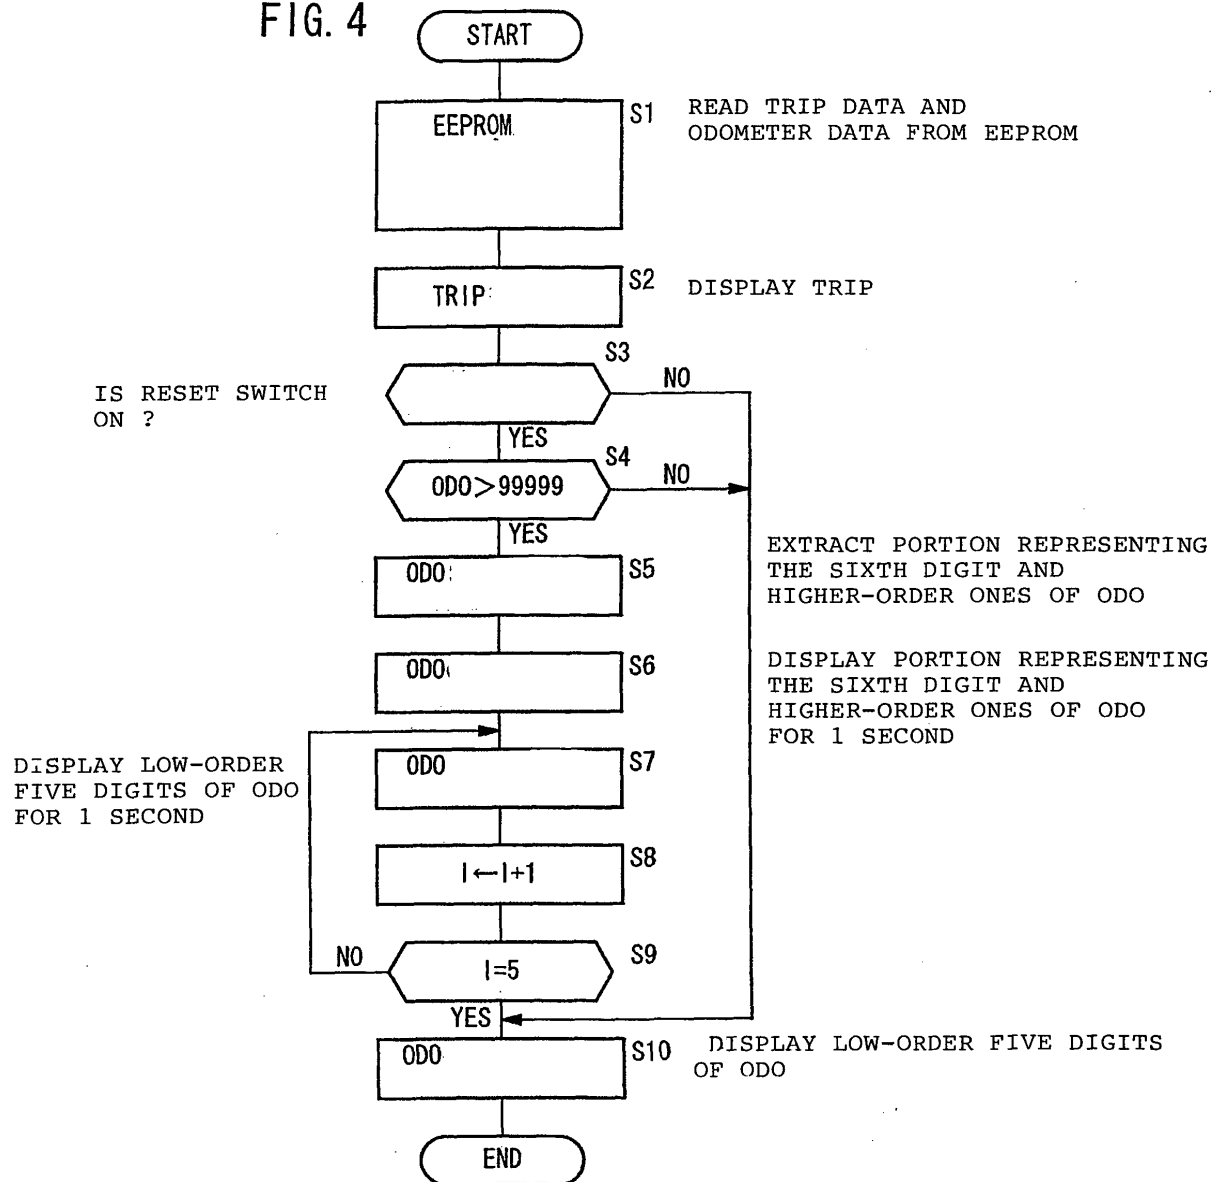 FIG. 4
START
S1
EEPROM
READ TRIP DATA AND
ODOMETER DATA FROM EEPROM
S2
TRIP
DISPLAY TRIP
S3
IS RESET SWITCH
ON ?
NO
YES
S4
ODO>99999
NO
YES
S5
ODO
EXTRACT PORTION REPRESENTING
THE SIXTH DIGIT AND
HIGHER-ORDER ONES OF ODO
S6
ODO
DISPLAY PORTION REPRESENTING
THE SIXTH DIGIT AND
HIGHER-ORDER ONES OF ODO
FOR 1 SECOND
S7
ODO
DISPLAY LOW-ORDER
FIVE DIGITS OF ODO
FOR 1 SECOND
S8
I←I+1
S9
I=5
NO
YES
S10
ODO
DISPLAY LOW-ORDER FIVE DIGITS
OF ODO
END